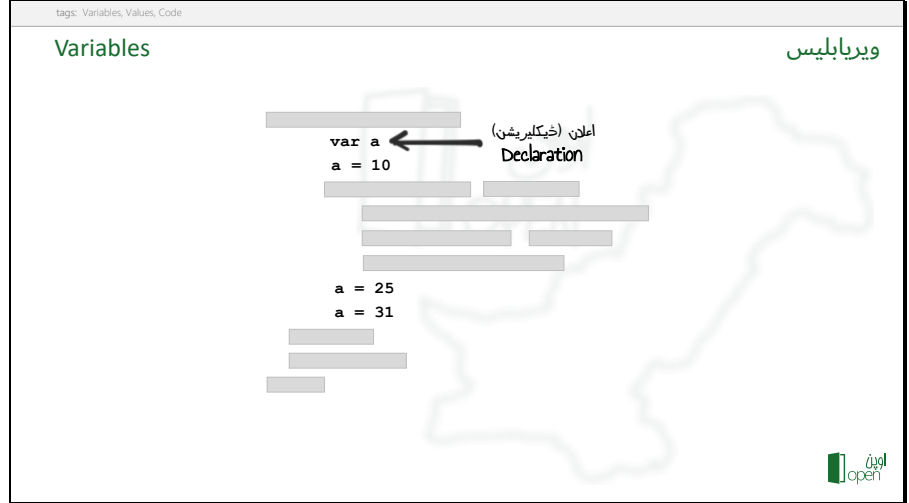 tags: Variables, Values, Code
Variables
ویریابلیس
var a
اعلان (ڈیکلیریشن)
Declaration
a = 10
a = 25
a = 31
اوپن
open